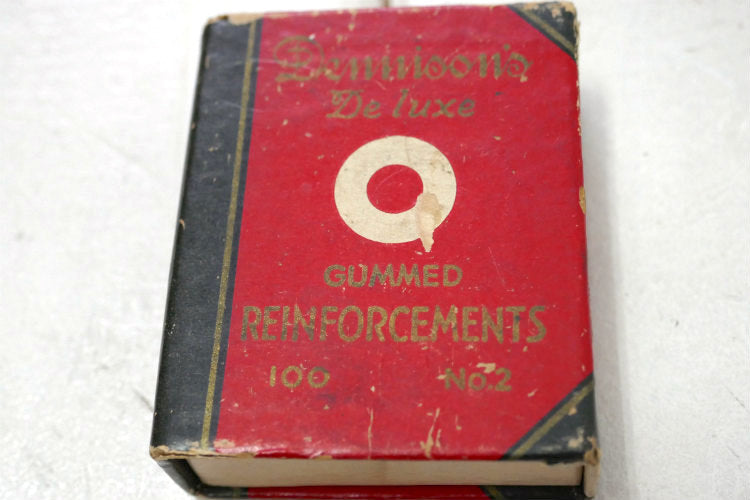 Dennison's
De luxe
GUMMED
REINFORCEMENTS
100 No.2